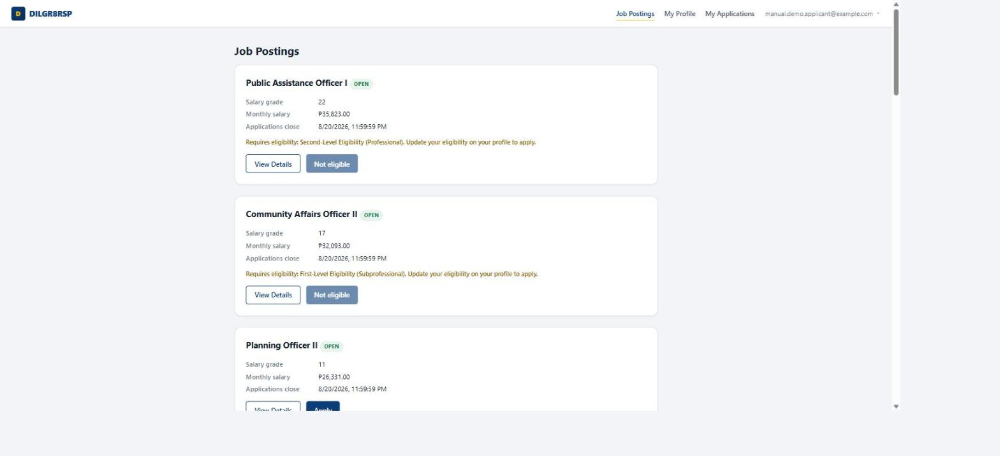 D DILGR8RSP
Job Postings My Profile My Applications manual.demo.applicant@example.com
Job Postings
Public Assistance Officer I OPEN
Salary grade 22
Monthly salary ₱35,823.00
Applications close 8/20/2026, 11:59:59 PM
Requires eligibility: Second-Level Eligibility (Professional). Update your eligibility on your profile to apply.
View Details Not eligible
Community Affairs Officer II OPEN
Salary grade 17
Monthly salary ₱32,093.00
Applications close 8/20/2026, 11:59:59 PM
Requires eligibility: First-Level Eligibility (Subprofessional). Update your eligibility on your profile to apply.
View Details Not eligible
Planning Officer II OPEN
Salary grade 11
Monthly salary ₱26,331.00
Applications close 8/20/2026, 11:59:59 PM
View Details Apply